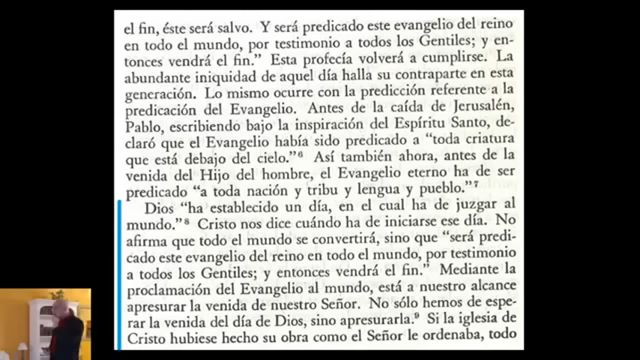 el fin, éste será salvo. Y será predicado este evangelio del reino
en todo el mundo, por testimonio a todos los Gentiles; y en-
tonces vendrá el fin.” Esta profecía volverá a cumplirse. La
abundante iniquidad de aquel día halla su contraparte en esta
generación. Lo mismo ocurre con la predicción referente a la
predicación del Evangelio. Antes de la caída de Jerusalén,
Pablo, escribiendo bajo la inspiración del Espíritu Santo, de-
claró que el Evangelio había sido predicado a “toda criatura
que está debajo del cielo.”⁶ Así también ahora, antes de la
venida del Hijo del hombre, el Evangelio eterno ha de ser
predicado “a toda nación y tribu y lengua y pueblo.”⁷
Dios “ha establecido un día, en el cual ha de juzgar al
mundo.”⁸ Cristo nos dice cuándo ha de iniciarse ese día. No
afirma que todo el mundo se convertirá, sino que “será predi-
cado este evangelio del reino en todo el mundo, por testimonio
a todos los Gentiles; y entonces vendrá el fin.” Mediante la
proclamación del Evangelio al mundo, está a nuestro alcance
apresurar la venida de nuestro Señor. No sólo hemos de espe-
rar la venida del día de Dios, sino apresurarla.⁹ Si la iglesia de
Cristo hubiese hecho su obra como el Señor le ordenaba, todo